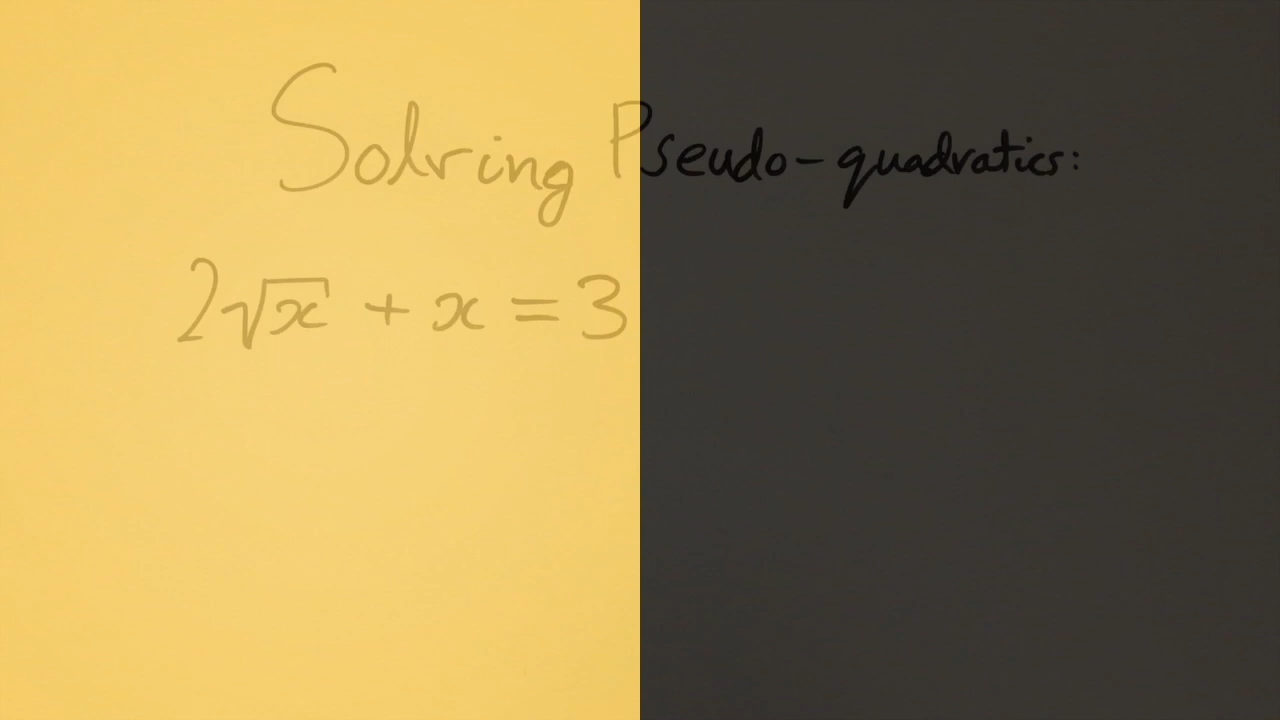 Solving Pseudo-quadratics:
2√x + x = 3